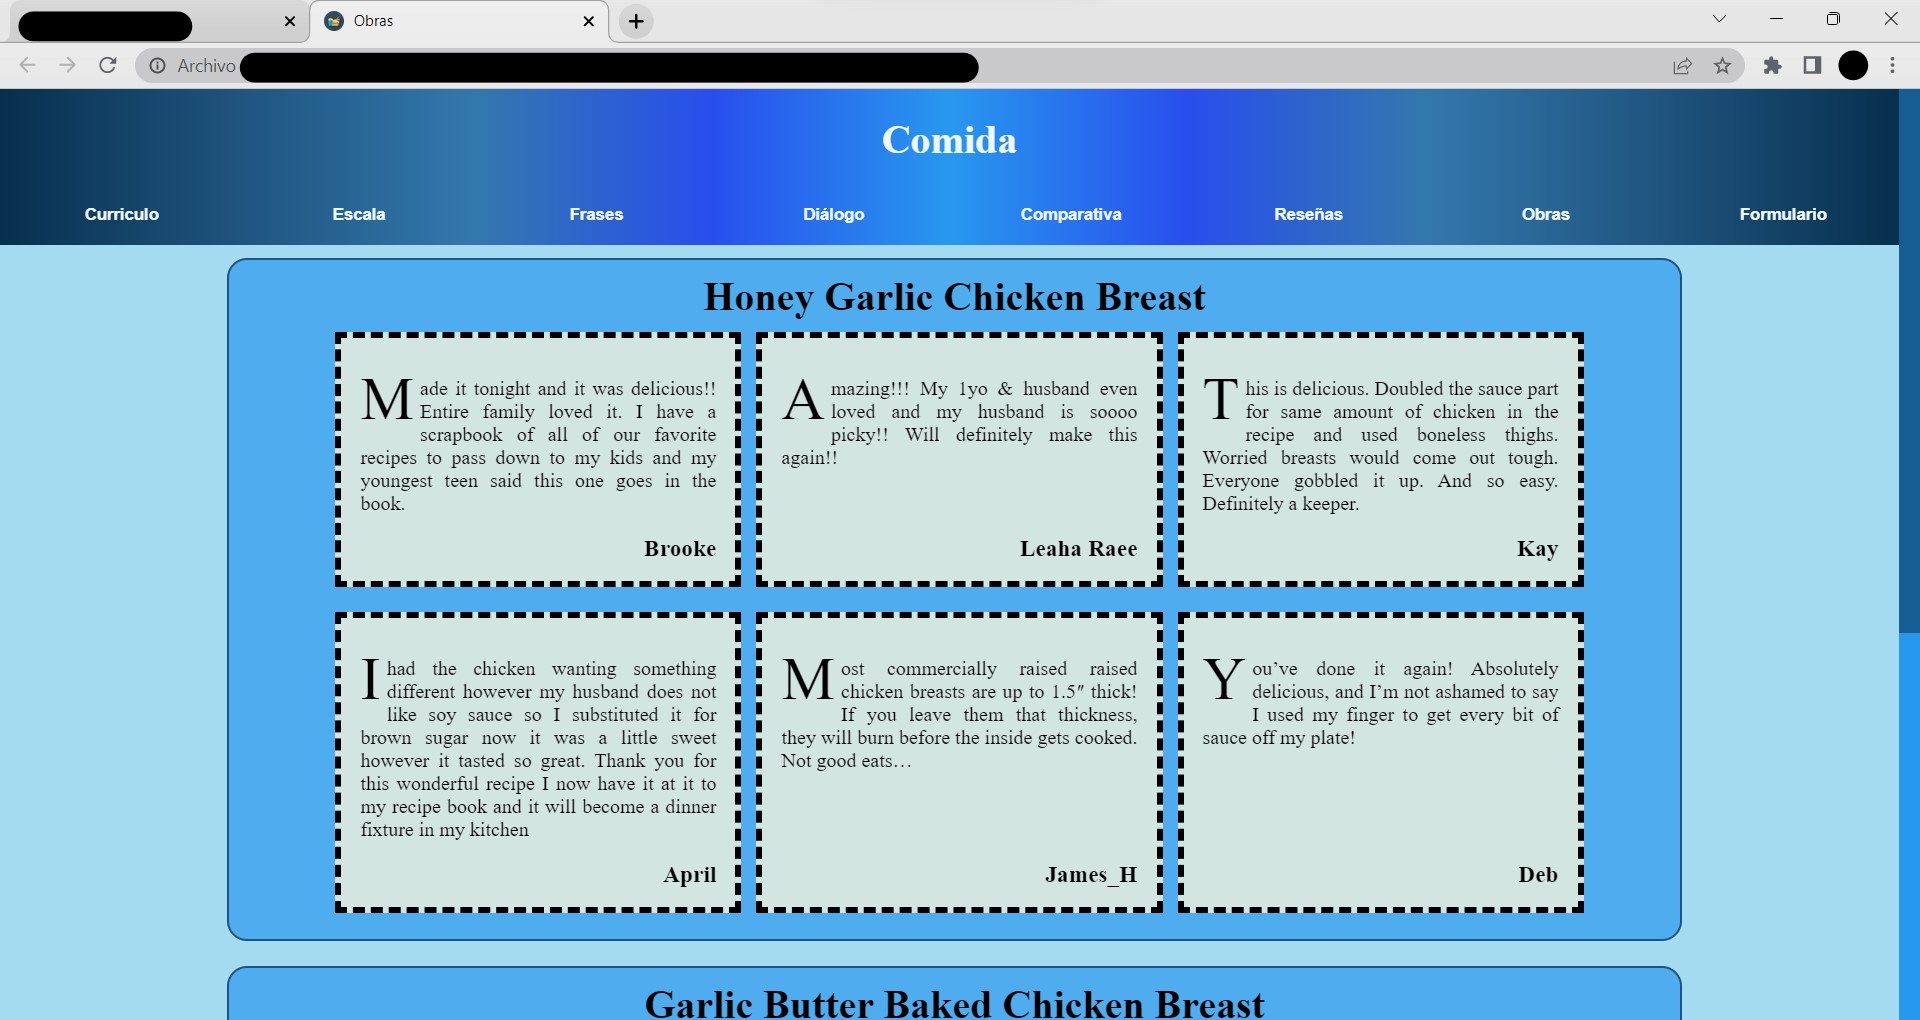 Obras
Archivo
Comida
Curriculo
Escala
Frases
Diálogo
Comparativa
Reseñas
Obras
Formulario
Honey Garlic Chicken Breast
Made it tonight and it was delicious!!
Entire family loved it. I have a
scrapbook of all of our favorite
recipes to pass down to my kids and my
youngest teen said this one goes in the
book.
Brooke
Amazing!!! My 1yo & husband even
loved and my husband is soooo
picky!! Will definitely make this
again!!
Leaha Raee
This is delicious. Doubled the sauce part
for same amount of chicken in the
recipe and used boneless thighs.
Worried breasts would come out tough.
Everyone gobbled it up. And so easy.
Definitely a keeper.
Kay
I had the chicken wanting something
different however my husband does not
like soy sauce so I substituted it for
brown sugar now it was a little sweet
however it tasted so great. Thank you for
this wonderful recipe I now have it at it to
my recipe book and it will become a dinner
fixture in my kitchen
April
Most commercially raised raised
chicken breasts are up to 1.5″ thick!
If you leave them that thickness,
they will burn before the inside gets cooked.
Not good eats…
James_H
You’ve done it again! Absolutely
delicious, and I’m not ashamed to say
I used my finger to get every bit of
sauce off my plate!
Deb
Garlic Butter Baked Chicken Breast